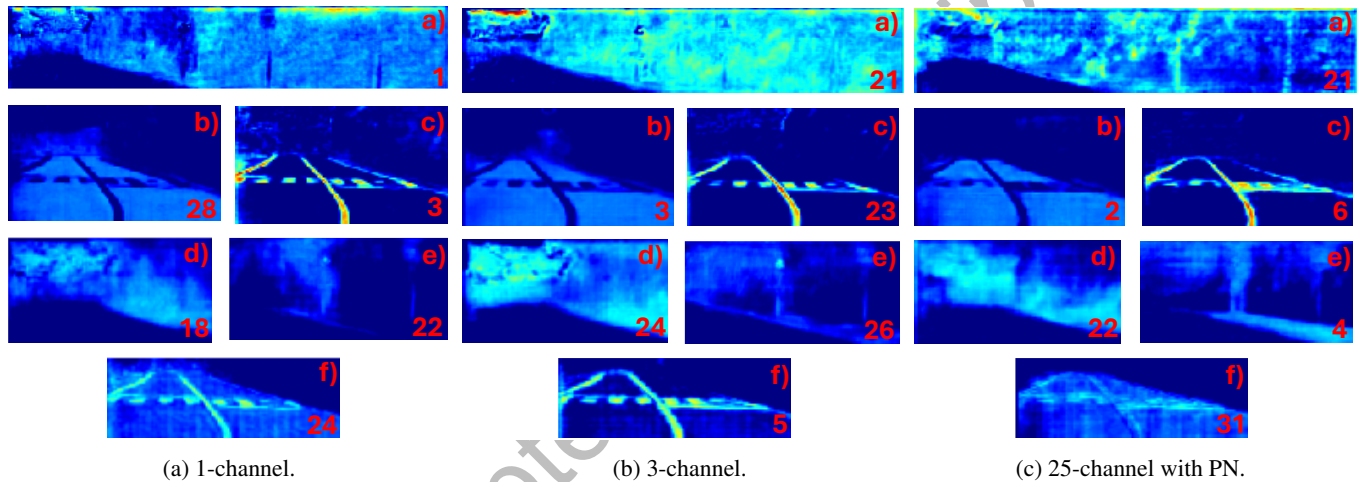 a) a) a)
1 21 21
b) c) b) c) b) c)
28 3 3 23 2 6
d) e) d) e) d) e)
18 22 24 26 22 4
f) f) f)
24 5 31
(a) 1-channel. (b) 3-channel. (c) 25-channel with PN.